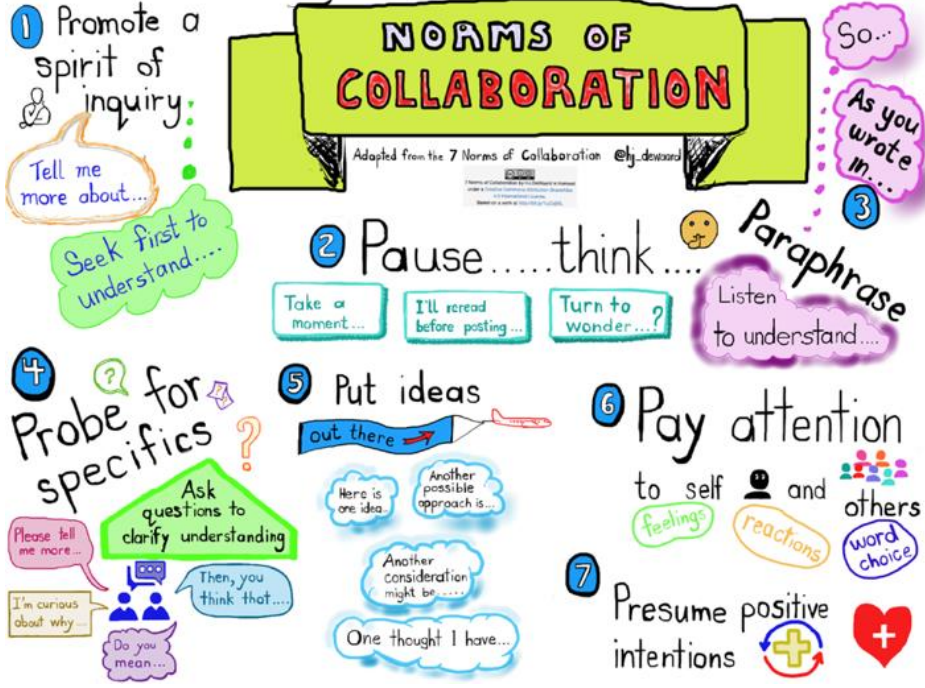 NORMS OF
COLLABORATION
Adapted from the 7 Norms of Collaboration @hj_dewaard
1
Promote a
spirit of
inquiry
Tell me
more about...
Seek first to
understand....
2
Pause.....think....
Take a
moment...
I'll reread
before posting...
Turn to
wonder...?
3
Paraphrase
So...
As you
wrote
in...
Listen
to understand....
4
Probe for
specifics
?
?
Ask
questions to
clarify understanding
Please tell
me more...
I'm curious
about why...
Then, you
think that....
Do you
mean...
5
Put ideas
out there
Here is
one idea..
Another
possible
approach is...
Another
consideration
might be.....
One thought I have...
6
Pay attention
to self and
others
feelings
reactions
word
choice
7
Presume positive
intentions